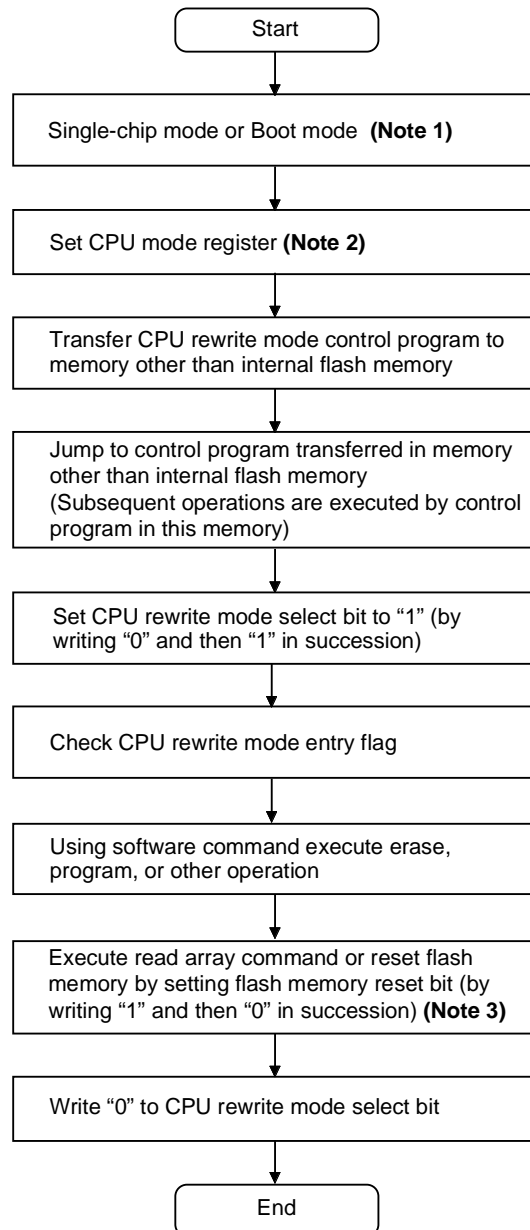 Start
Single-chip mode or Boot mode (Note 1)
Set CPU mode register (Note 2)
Transfer CPU rewrite mode control program to
memory other than internal flash memory
Jump to control program transferred in memory
other than internal flash memory
(Subsequent operations are executed by control
program in this memory)
Set CPU rewrite mode select bit to “1” (by
writing “0” and then “1” in succession)
Check CPU rewrite mode entry flag
Using software command execute erase,
program, or other operation
Execute read array command or reset flash
memory by setting flash memory reset bit (by
writing “1” and then “0” in succession) (Note 3)
Write “0” to CPU rewrite mode select bit
End